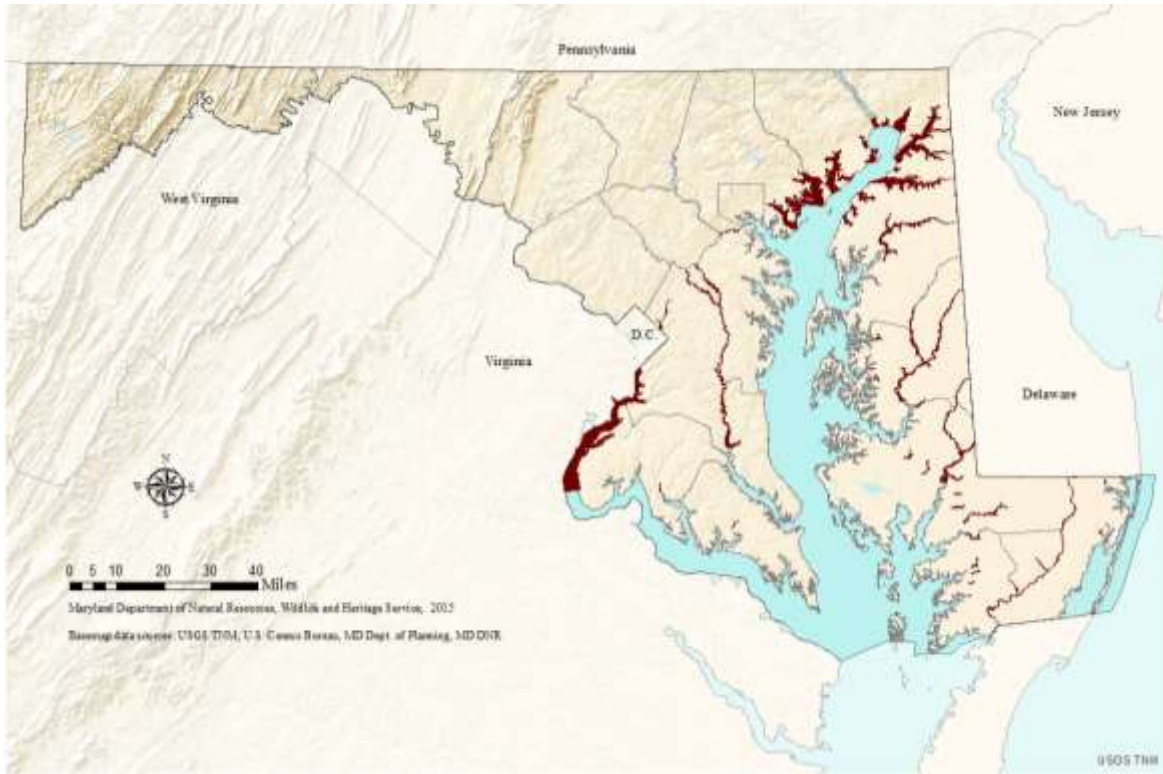 Pennsylvania
New Jersey
West Virginia
D.C.
Virginia
Delaware
N
W E
S
0 5 10 20 30 40
Miles
Maryland Department of Natural Resources, Wildlife and Heritage Service, 2015
Basemap data sources: USGS TNM, U.S. Census Bureau, MD Dept. of Planning, MD DNR
USGS TNM